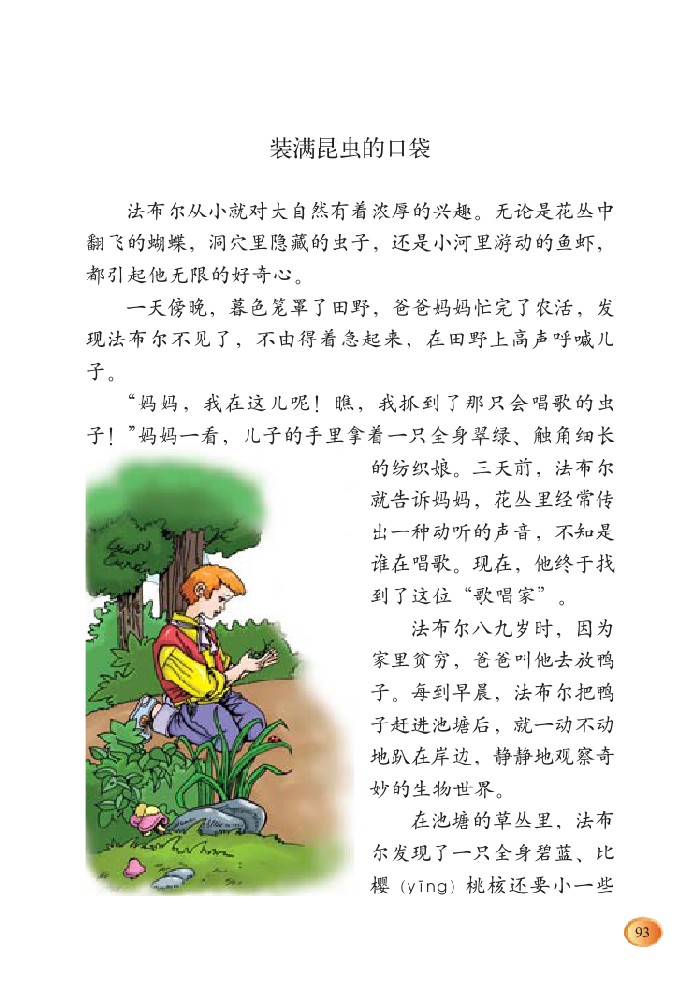 装满昆虫的口袋
法布尔从小就对大自然有着浓厚的兴趣。无论是花丛中
翻飞的蝴蝶，洞穴里隐藏的虫子，还是小河里游动的鱼虾，
都引起他无限的好奇心。
一天傍晚，暮色笼罩了田野，爸爸妈妈忙完了农活，发
现法布尔不见了，不由得着急起来，在田野上高声呼喊儿
子。
“妈妈，我在这儿呢！瞧，我抓到了那只会唱歌的虫
子！”妈妈一看，儿子的手里拿着一只全身翠绿、触角细长
的纺织娘。三天前，法布尔
就告诉妈妈，花丛里经常传
出一种动听的声音，不知是
谁在唱歌。现在，他终于找
到了这位“歌唱家”。
法布尔八九岁时，因为
家里贫穷，爸爸叫他去放鸭
子。每到早晨，法布尔把鸭
子赶进池塘后，就一动不动
地趴在岸边，静静地观察奇
妙的生物世界。
在池塘的草丛里，法布
尔发现了一只全身碧蓝、比
樱（yīng）桃核还要小一些
93